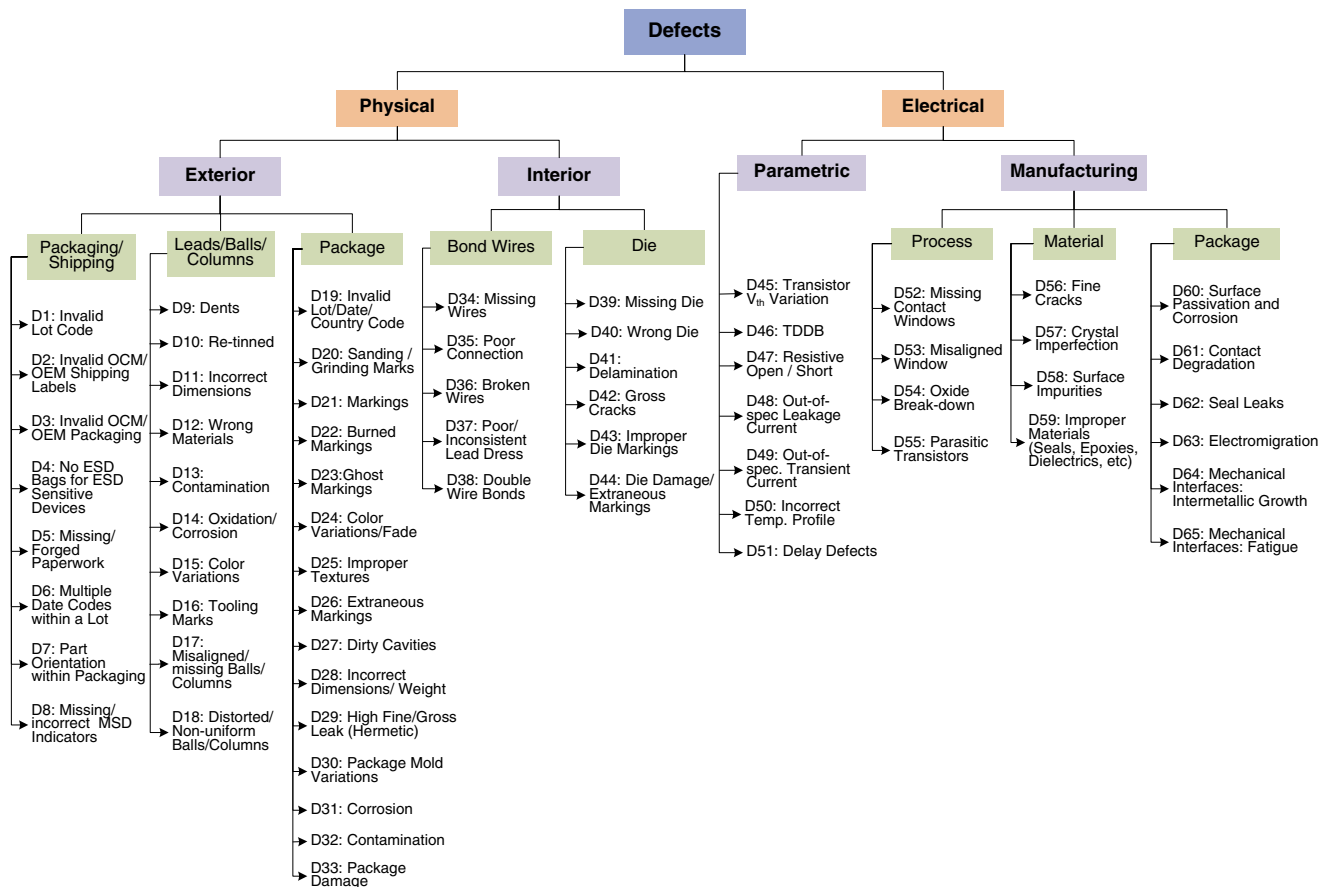 Defects
Physical
Electrical
Exterior
Interior
Parametric
Manufacturing
Packaging/
Shipping
D1: Invalid
Lot Code
D2: Invalid OCM/
OEM Shipping
Labels
D3: Invalid OCM/
OEM Packaging
D4: No ESD
Bags for ESD
Sensitive
Devices
D5: Missing/
Forged
Paperwork
D6: Multiple
Date Codes
within a Lot
D7: Part
Orientation
within Packaging
D8: Missing/
incorrect MSD
Indicators
Leads/Balls/
Columns
D9: Dents
D10: Re-tinned
D11: Incorrect
Dimensions
D12: Wrong
Materials
D13:
Contamination
D14: Oxidation/
Corrosion
D15: Color
Variations
D16: Tooling
Marks
D17:
Misaligned/
missing Balls/
Columns
D18: Distorted/
Non-uniform
Balls/Columns
Package
D19: Invalid
Lot/Date/
Country Code
D20: Sanding /
Grinding Marks
D21: Markings
D22: Burned
Markings
D23:Ghost
Markings
D24: Color
Variations/Fade
D25: Improper
Textures
D26: Extraneous
Markings
D27: Dirty Cavities
D28: Incorrect
Dimensions/ Weight
D29: High Fine/Gross
Leak (Hermetic)
D30: Package Mold
Variations
D31: Corrosion
D32: Contamination
D33: Package
Damage
Bond Wires
D34: Missing
Wires
D35: Poor
Connection
D36: Broken
Wires
D37: Poor/
Inconsistent
Lead Dress
D38: Double
Wire Bonds
Die
D39: Missing Die
D40: Wrong Die
D41:
Delamination
D42: Gross
Cracks
D43: Improper
Die Markings
D44: Die Damage/
Extraneous
Markings
D45: Transistor
Vth Variation
D46: TDDB
D47: Resistive
Open / Short
D48: Out-of-
spec Leakage
Current
D49: Out-of-
spec. Transient
Current
D50: Incorrect
Temp. Profile
D51: Delay Defects
Process
D52: Missing
Contact
Windows
D53: Misaligned
Window
D54: Oxide
Break-down
D55: Parasitic
Transistors
Material
D56: Fine
Cracks
D57: Crystal
Imperfection
D58: Surface
Impurities
D59: Improper
Materials
(Seals, Epoxies,
Dielectrics, etc)
Package
D60: Surface
Passivation and
Corrosion
D61: Contact
Degradation
D62: Seal Leaks
D63: Electromigration
D64: Mechanical
Interfaces:
Intermetallic Growth
D65: Mechanical
Interfaces: Fatigue